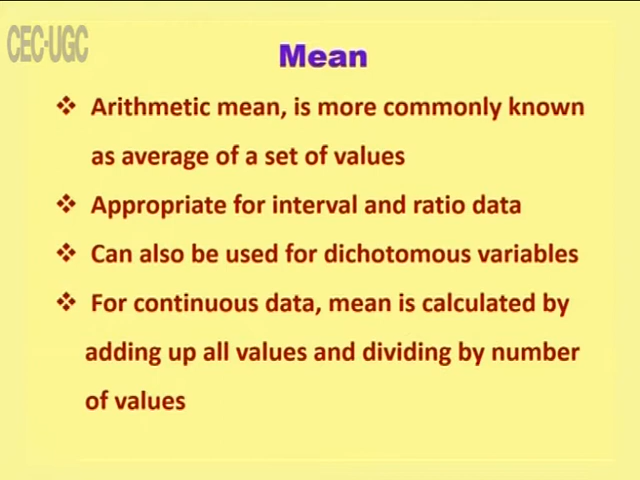 CEC-UGC
Mean
❖ Arithmetic mean, is more commonly known
as average of a set of values
❖ Appropriate for interval and ratio data
❖ Can also be used for dichotomous variables
❖ For continuous data, mean is calculated by
adding up all values and dividing by number
of values